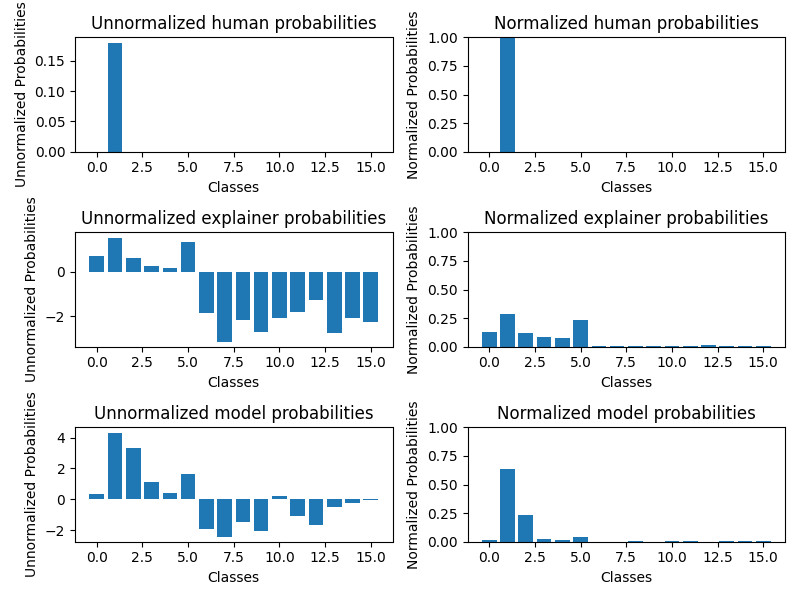 Unnormalized human probabilities
Unnormalized Probabilities
0.15
0.10
0.05
0.00
0.0 2.5 5.0 7.5 10.0 12.5 15.0
Classes
Normalized human probabilities
Normalized Probabilities
1.00
0.75
0.50
0.25
0.00
0.0 2.5 5.0 7.5 10.0 12.5 15.0
Classes
Unnormalized explainer probabilities
Unnormalized Probabilities
0
−2
0.0 2.5 5.0 7.5 10.0 12.5 15.0
Classes
Normalized explainer probabilities
Normalized Probabilities
1.00
0.75
0.50
0.25
0.00
0.0 2.5 5.0 7.5 10.0 12.5 15.0
Classes
Unnormalized model probabilities
Unnormalized Probabilities
4
2
0
−2
0.0 2.5 5.0 7.5 10.0 12.5 15.0
Classes
Normalized model probabilities
Normalized Probabilities
1.00
0.75
0.50
0.25
0.00
0.0 2.5 5.0 7.5 10.0 12.5 15.0
Classes